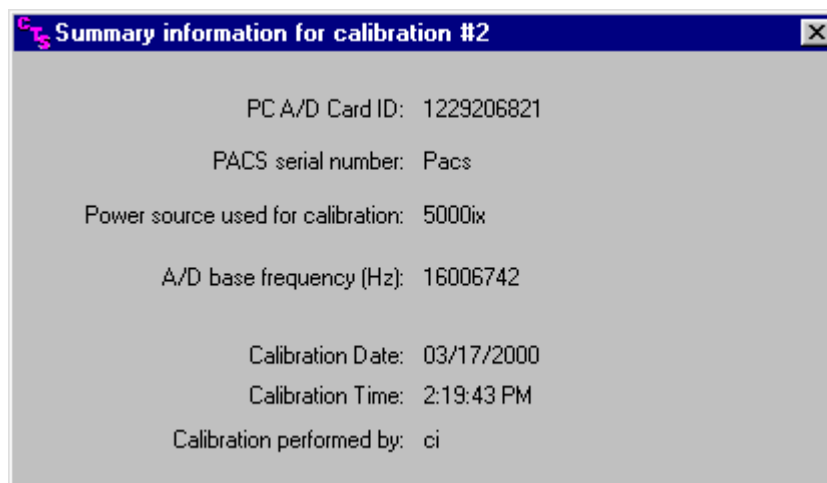 CTS Summary information for calibration #2
PC A/D Card ID: 1229206821
PACS serial number: Pacs
Power source used for calibration: 5000ix
A/D base frequency (Hz): 16006742
Calibration Date: 03/17/2000
Calibration Time: 2:19:43 PM
Calibration performed by: ci